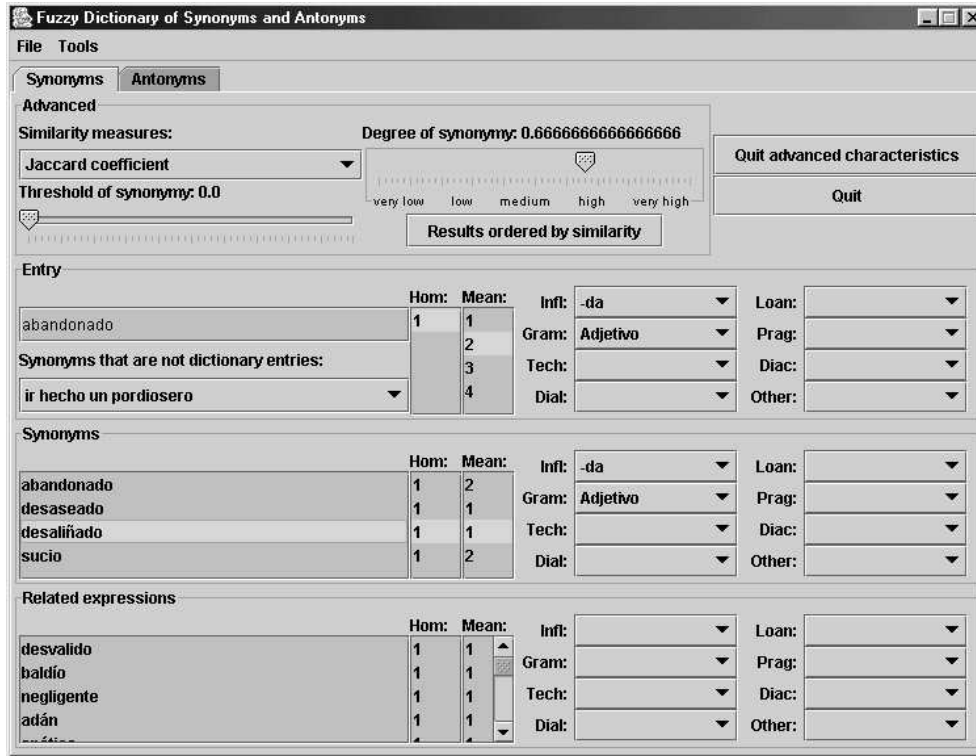 Fuzzy Dictionary of Synonyms and Antonyms
File Tools
Synonyms Antonyms
Advanced
Similarity measures:
Jaccard coefficient
Threshold of synonymy: 0.0
Degree of synonymy: 0.6666666666666666
very low low medium high very high
Results ordered by similarity
Quit advanced characteristics
Quit
Entry
Hom: Mean:
abandonado
1 1
2
3
4
Synonyms that are not dictionary entries:
ir hecho un pordiosero
Infl: -da Loan:
Gram: Adjetivo Prag:
Tech: Diac:
Dial: Other:
Synonyms
Hom: Mean:
abandonado 1 2
desaseado 1 1
desaliñado 1 1
sucio 1 2
Infl: -da Loan:
Gram: Adjetivo Prag:
Tech: Diac:
Dial: Other:
Related expressions
Hom: Mean:
desvalido 1 1
baldío 1 1
negligente 1 1
adán 1 1
Infl: Loan:
Gram: Prag:
Tech: Diac:
Dial: Other: